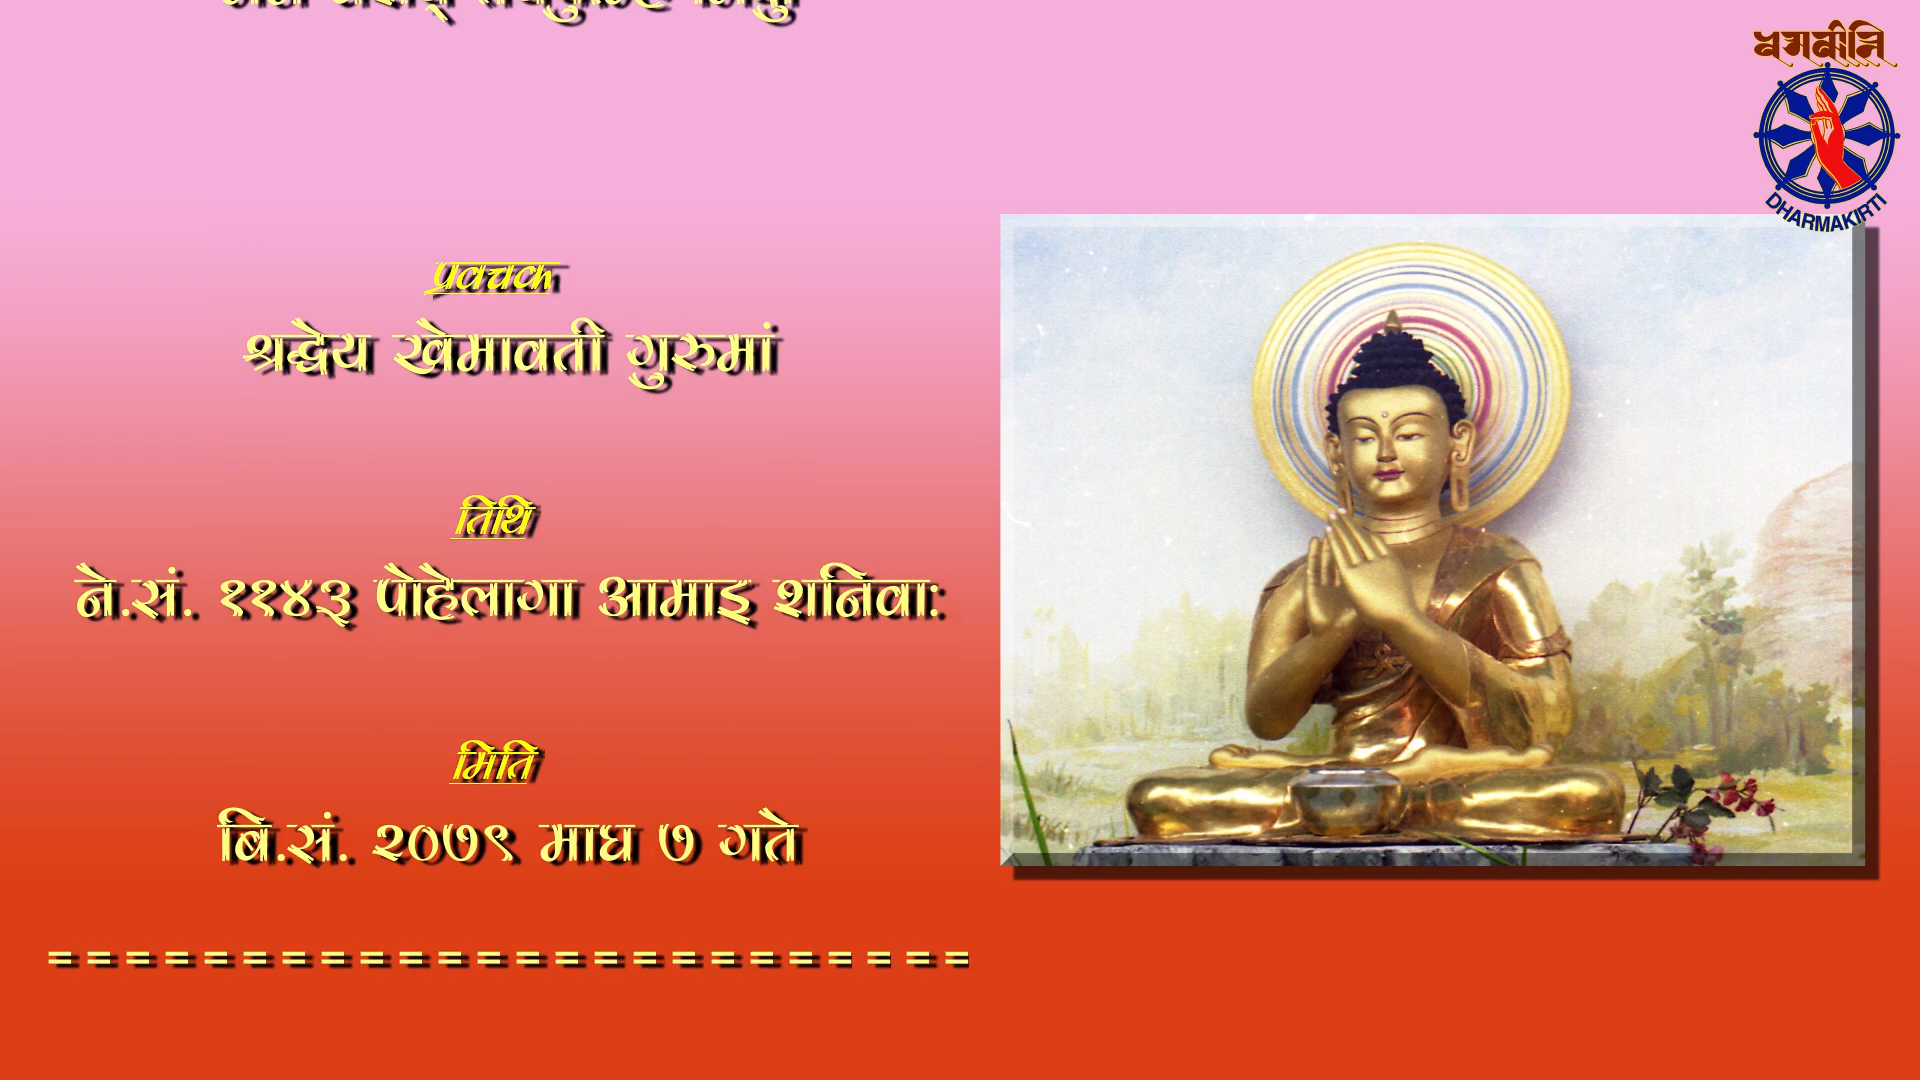 प्रवचक
श्रद्धेय खेमावती गुरुमां
तिथि
ने.सं. ११४३ पोहेलागा आमाइ शनिवाः
मिति
बि.सं. २०७९ माघ ७ गते
=========================
DHARMAKIRTI